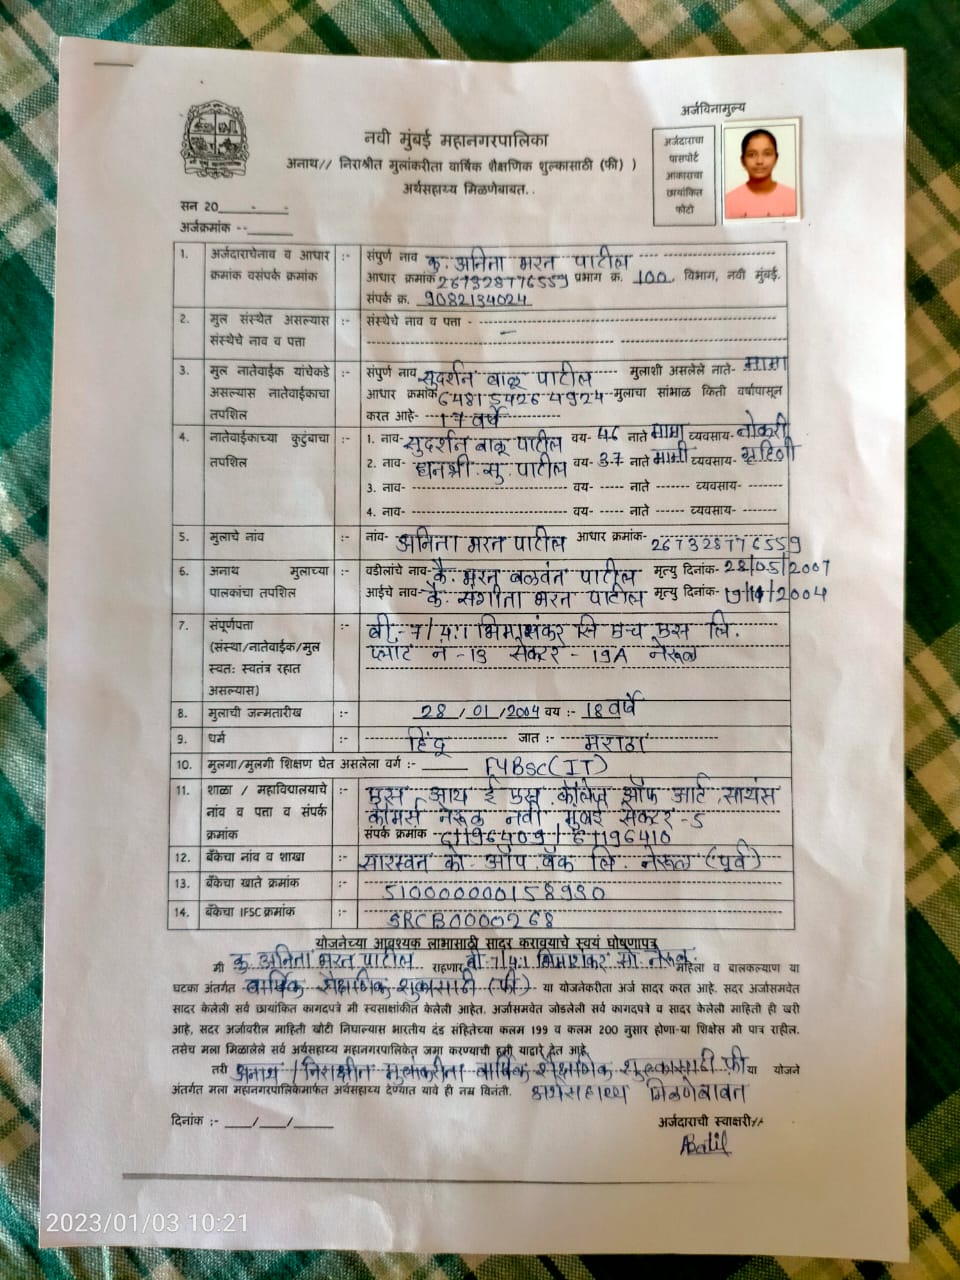 अर्जविनामुल्य
नवी मुंबई महानगरपालिका
अनाथ// निराश्रीत मुलांकरीता वार्षिक शैक्षणिक शुल्कासाठी (फी) )
अर्थसहाय्य मिळणेबाबत..
अर्जदाराचा
पासपोर्ट
आकाराचा
छायांकित
फोटो
सन 20___-___-___
अर्जक्रमांक --_____
1. अर्जदाराचेनाव व आधार क्रमांक वसंपर्क क्रमांक :- संपुर्ण नाव कु. अनिता भरत पाटील
आधार क्रमांक 267328776559 प्रभाग क्र. 100 विभाग, नवी मुंबई.
संपर्क क्र. 9082134024
2. मुल संस्थेत असल्यास संस्थेचे नाव व पत्ता :- संस्थेचे नाव व पत्ता - –
3. मुल नातेवाईक यांचेकडे असल्यास नातेवाईकाचा तपशिल :- संपुर्ण नाव सुदर्शन बाळू पाटील मुलाशी असलेले नाते- मामा
आधार क्रमांक 648154264924 मुलाचा सांभाळ किती वर्षापासून
करत आहे- 17 वर्षे
4. नातेवाईकाच्या कुटुंबाचा तपशिल :- 1. नाव- सुदर्शन बाळू पाटील वय- 46 नाते मामा व्यवसाय- नोकरी
2. नाव- धनश्री सु. पाटील वय- 37 नाते मामी व्यवसाय- गृहिणी
3. नाव- वय- नाते व्यवसाय-
4. नाव- वय- नाते व्यवसाय-
5. मुलाचे नांव :- नांव- अनिता भरत पाटील आधार क्रमांक- 267328776559
6. अनाथ मुलाच्या पालकांचा तपशिल :- वडीलांचे नाव- कै. भरत बळवंत पाटील मृत्यु दिनांक- 28/05/2007
आईचे नाव- कै. संगीता भरत पाटील मृत्यु दिनांक- /2004
7. संपूर्णपत्ता (संस्था/नातेवाईक/मुल स्वत: स्वतंत्र रहात असल्यास) :- बी.-7/4:1 भिमाशंकर सि एच एस लि.
प्लॉट नं -13 सेक्टर - 19A नेरूळ
8. मुलाची जन्मतारीख :- 28 / 01 / 2004 वय :- 18 वर्षे
9. धर्म :- हिंदू जात :- मराठा
10. मुलगा/मुलगी शिक्षण घेत असलेला वर्ग :- FYBSC(IT)
11. शाळा / महाविद्यालयाचे नांव व पत्ता व संपर्क क्रमांक :- एस आय ई एस कॉलेज ऑफ आर्ट, सायंस
कॉमर्स नेरूळ नवी मुंबई सेक्टर -5
संपर्क क्रमांक 61196409 / 61196410
12. बँकेचा नांव व शाखा :- सारस्वत को. ऑप बँक लि. नेरूळ (पूर्व)
13. बँकेचा खाते क्रमांक :- 510000000158930
14. बँकेचा IFSC क्रमांक :- SRCB0000268
योजनेच्या आवश्यक लाभासाठी सादर करावयाचे स्वयं घोषणापत्र
मी कु. अनिता भरत पाटील राहणार बी-7/4:1 भिमाशंकर सो. नेरूळ महिला व बालकल्याण या
घटका अंतर्गत वार्षिक शैक्षणिक शुकासाठी (फी) या योजनेकरीता अर्ज सादर करत आहे. सदर अर्जासमवेत
सादर केलेली सर्व छायांकित कागदपत्रे मी स्वसाक्षांकीत केलेली आहेत. अर्जासमवेत जोडलेली सर्व कागदपत्रे व सादर केलेली माहिती ही खरी
आहे, सदर अर्जावरील माहिती खोटी निघाल्यास भारतीय दंड संहितेच्या कलम 199 व कलम 200 नुसार होणा-या शिक्षेस मी पात्र राहील.
तसेच मला मिळालेले सर्व अर्थसहाय्य महानगरपालिकेत जमा करण्याची हमी याद्वारे देत आहे.
तरी अनाथ / निराश्रीत मुलांकरीता वार्षिक शैक्षणिक शुल्कासाठी फी या योजने
अंतर्गत मला महानगरपालिकेमार्फत अर्थसहाय्य देण्यात यावे ही नम्र विनंती. अर्थसहाय्य मिळणेबाबत
दिनांक :- ___/___/____ अर्जदाराची स्वाक्षरी//
APatil
2023/01/03 10:21